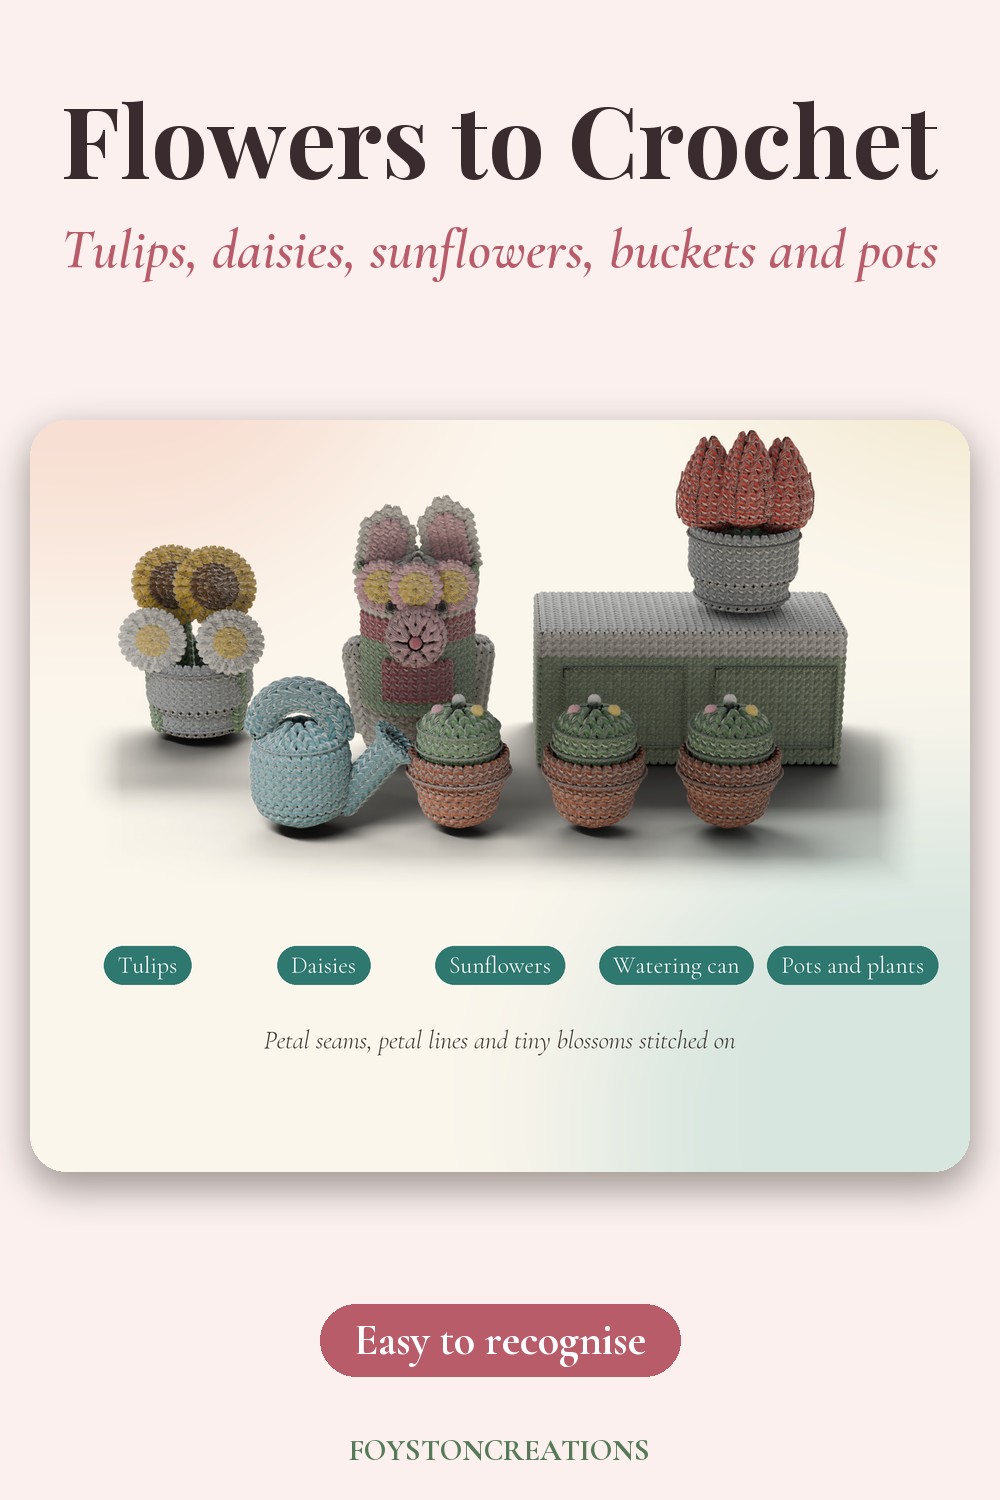 Flowers to Crochet
Tulips, daisies, sunflowers, buckets and pots
Tulips
Daisies
Sunflowers
Watering can
Pots and plants
Petal seams, petal lines and tiny blossoms stitched on
Easy to recognise
FOYSTONCREATIONS